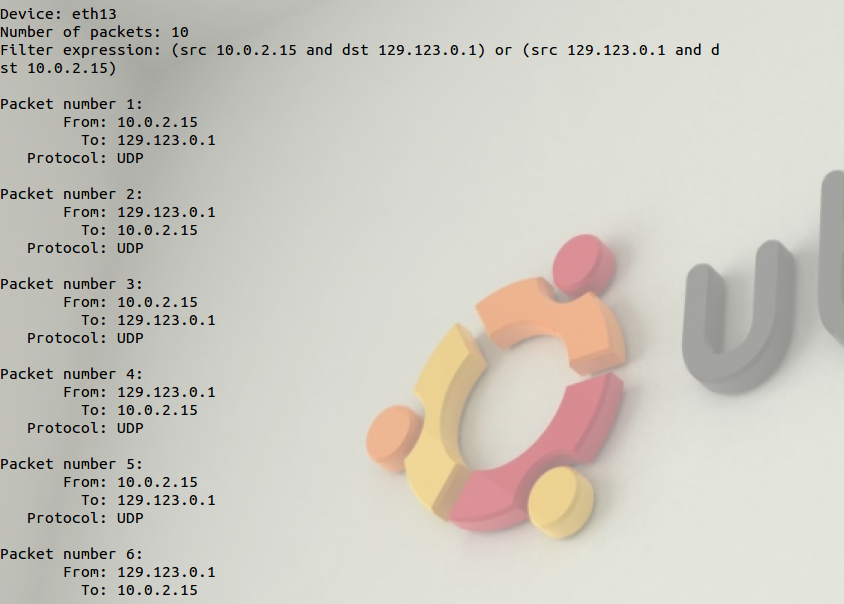 Device: eth13
Number of packets: 10
Filter expression: (src 10.0.2.15 and dst 129.123.0.1) or (src 129.123.0.1 and d
st 10.0.2.15)

Packet number 1:
       From: 10.0.2.15
         To: 129.123.0.1
   Protocol: UDP

Packet number 2:
       From: 129.123.0.1
         To: 10.0.2.15
   Protocol: UDP

Packet number 3:
       From: 10.0.2.15
         To: 129.123.0.1
   Protocol: UDP

Packet number 4:
       From: 129.123.0.1
         To: 10.0.2.15
   Protocol: UDP

Packet number 5:
       From: 10.0.2.15
         To: 129.123.0.1
   Protocol: UDP

Packet number 6:
       From: 129.123.0.1
         To: 10.0.2.15
u